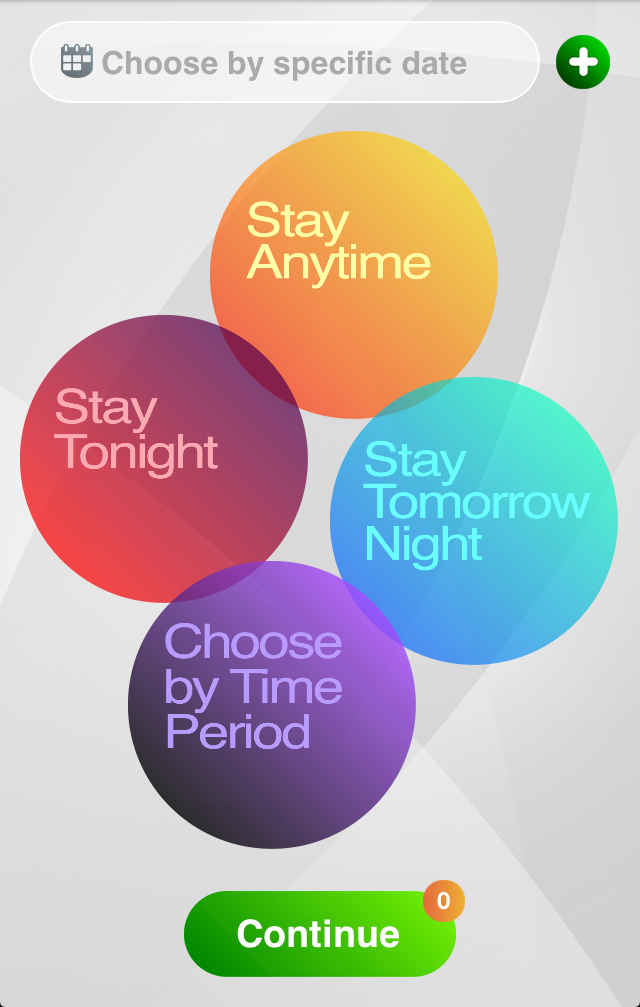 Choose by specific date
Stay
Anytime
Stay
Tonight
Stay
Tomorrow
Night
Choose
by Time
Period
0
Continue